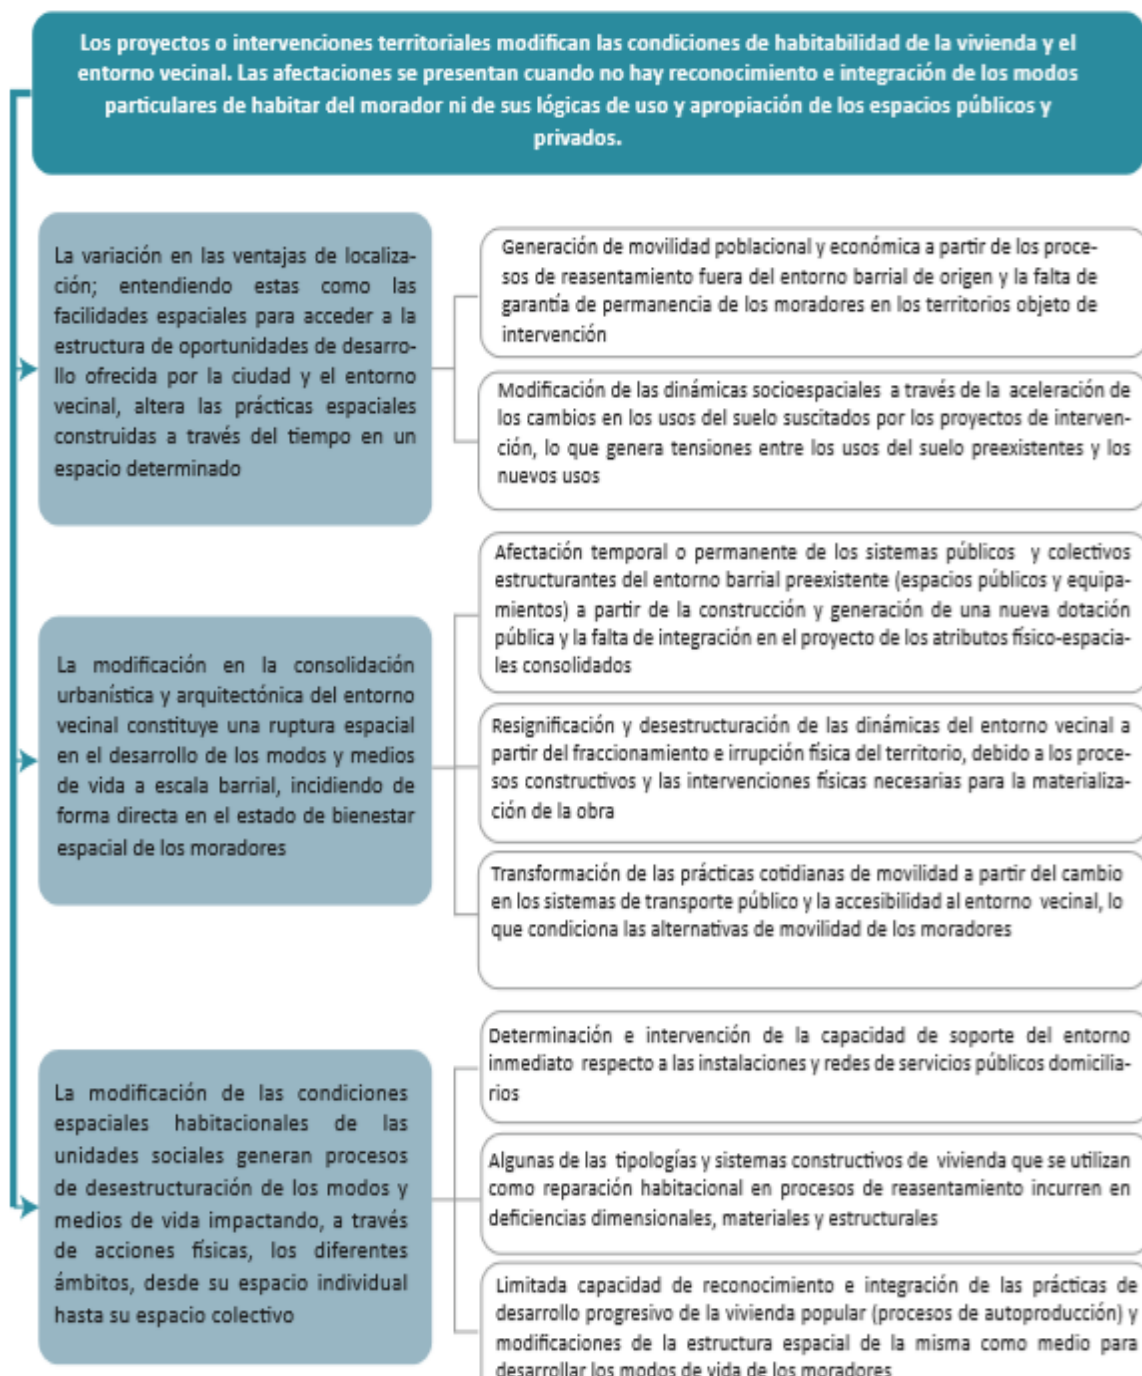 Los proyectos o intervenciones territoriales modifican las condiciones de habitabilidad de la vivienda y el
entorno vecinal. Las afectaciones se presentan cuando no hay reconocimiento e integración de los modos
particulares de habitar del morador ni de sus lógicas de uso y apropiación de los espacios públicos y
privados.
La variación en las ventajas de localiza-
ción; entendiendo estas como las
facilidades espaciales para acceder a la
estructura de oportunidades de desarro-
llo ofrecida por la ciudad y el entorno
vecinal, altera las prácticas espaciales
construidas a través del tiempo en un
espacio determinado
Generación de movilidad poblacional y económica a partir de los proce-
sos de reasentamiento fuera del entorno barrial de origen y la falta de
garantía de permanencia de los moradores en los territorios objeto de
intervención
Modificación de las dinámicas socioespaciales a través de la aceleración de
los cambios en los usos del suelo suscitados por los proyectos de interven-
ción, lo que genera tensiones entre los usos del suelo preexistentes y los
nuevos usos
La modificación en la consolidación
urbanística y arquitectónica del entorno
vecinal constituye una ruptura espacial
en el desarrollo de los modos y medios
de vida a escala barrial, incidiendo de
forma directa en el estado de bienestar
espacial de los moradores
Afectación temporal o permanente de los sistemas públicos y colectivos
estructurantes del entorno barrial preexistente (espacios públicos y equipa-
mientos) a partir de la construcción y generación de una nueva dotación
pública y la falta de integración en el proyecto de los atributos físico-espacia-
les consolidados
Resignificación y desestructuración de las dinámicas del entorno vecinal a
partir del fraccionamiento e irrupción física del territorio, debido a los proce-
sos constructivos y las intervenciones físicas necesarias para la materializa-
ción de la obra
Transformación de las prácticas cotidianas de movilidad a partir del cambio
en los sistemas de transporte público y la accesibilidad al entorno vecinal, lo
que condiciona las alternativas de movilidad de los moradores
La modificación de las condiciones
espaciales habitacionales de las
unidades sociales generan procesos
de desestructuración de los modos y
medios de vida impactando, a través
de acciones físicas, los diferentes
ámbitos, desde su espacio individual
hasta su espacio colectivo
Determinación e intervención de la capacidad de soporte del entorno
inmediato respecto a las instalaciones y redes de servicios públicos domicilia-
rios
Algunas de las tipologías y sistemas constructivos de vivienda que se utilizan
como reparación habitacional en procesos de reasentamiento incurren en
deficiencias dimensionales, materiales y estructurales
Limitada capacidad de reconocimiento e integración de las prácticas de
desarrollo progresivo de la vivienda popular (procesos de autoproducción) y
modificaciones de la estructura espacial de la misma como medio para
desarrollar los modos de vida de los moradores